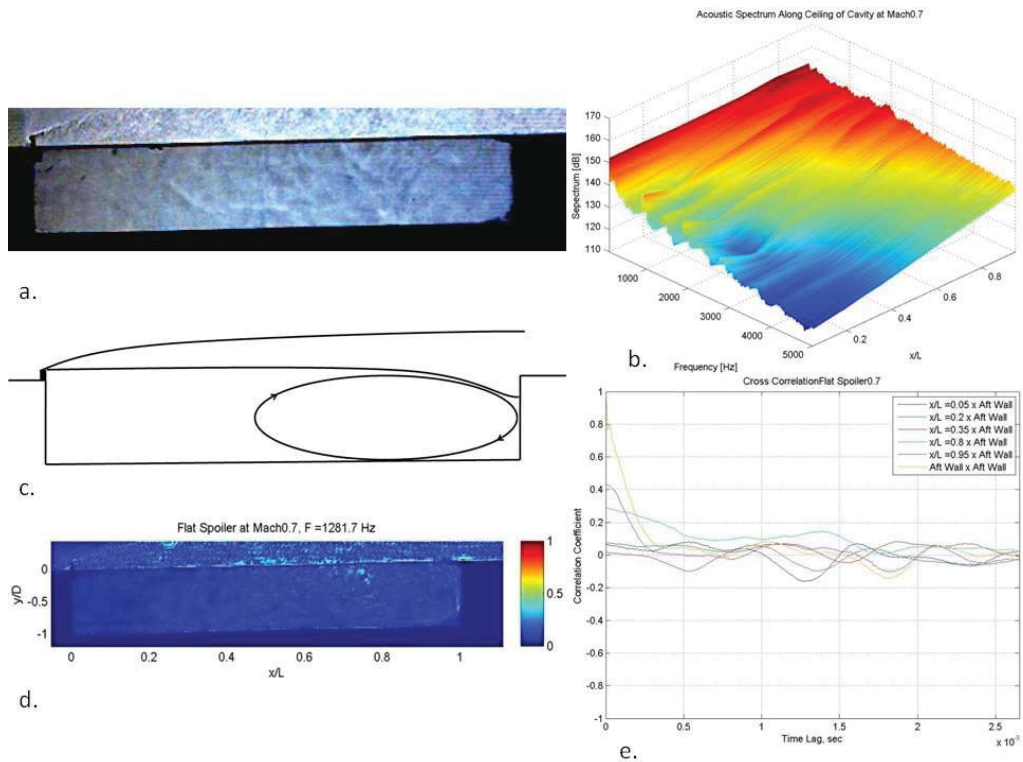 a.
Acoustic Spectrum Along Ceiling of Cavity at Mach0.7
Sepectrum [dB]
170
160
150
140
130
120
110
1000
2000
3000
4000
5000
Frequency [Hz]
0.2
0.4
0.6
0.8
x/L
b.
c.
Flat Spoiler at Mach0.7, F =1281.7 Hz
y/D
0
-0.5
-1
0
0.2
0.4
0.6
0.8
1
x/L
1
0.5
0
d.
Cross CorrelationFlat Spoiler0.7
Correlation Coefficient
1
0.8
0.6
0.4
0.2
0
-0.2
-0.4
-0.6
-0.8
-1
x/L =0.05 x Aft Wall
x/L =0.2 x Aft Wall
x/L =0.35 x Aft Wall
x/L =0.8 x Aft Wall
x/L =0.95 x Aft Wall
Aft Wall x Aft Wall
0
0.5
1
1.5
2
2.5
Time Lag, sec
x 10⁻³
e.